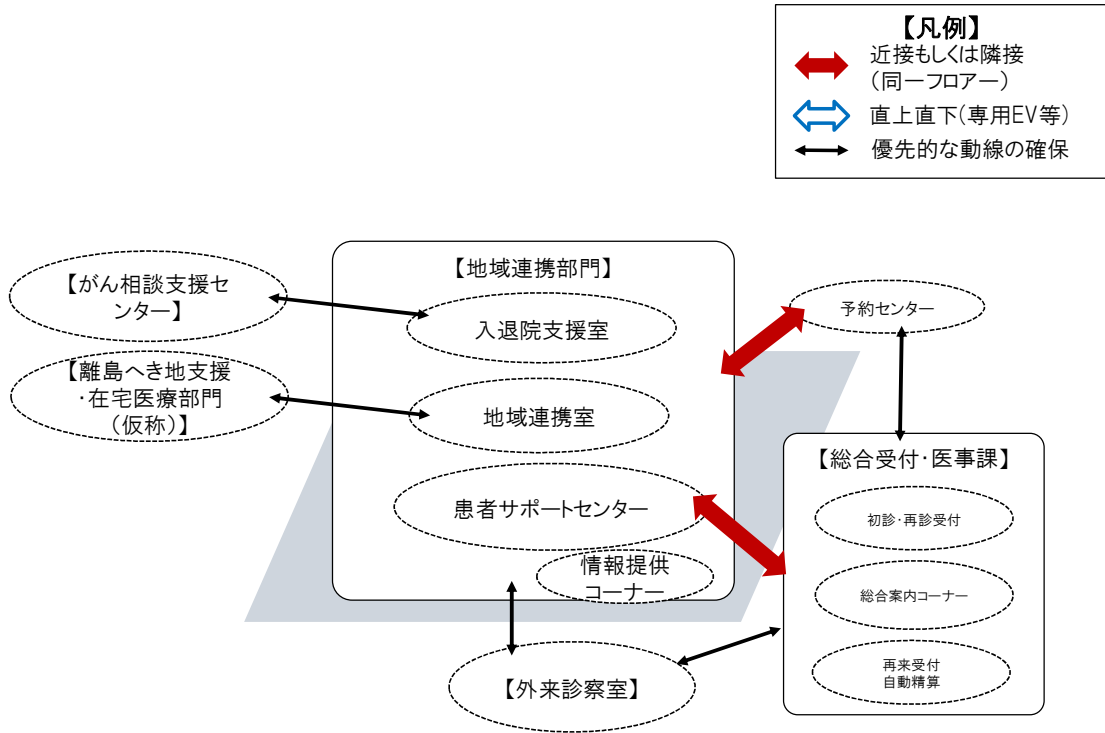 【凡例】
近接もしくは隣接
（同一フロアー）
直上直下(専用EV等)
優先的な動線の確保
【がん相談支援セ
ンター】
【離島へき地支援
・在宅医療部門
（仮称）】
【地域連携部門】
入退院支援室
地域連携室
患者サポートセンター
情報提供
コーナー
予約センター
【総合受付・医事課】
初診・再診受付
総合案内コーナー
再来受付
自動精算
【外来診察室】